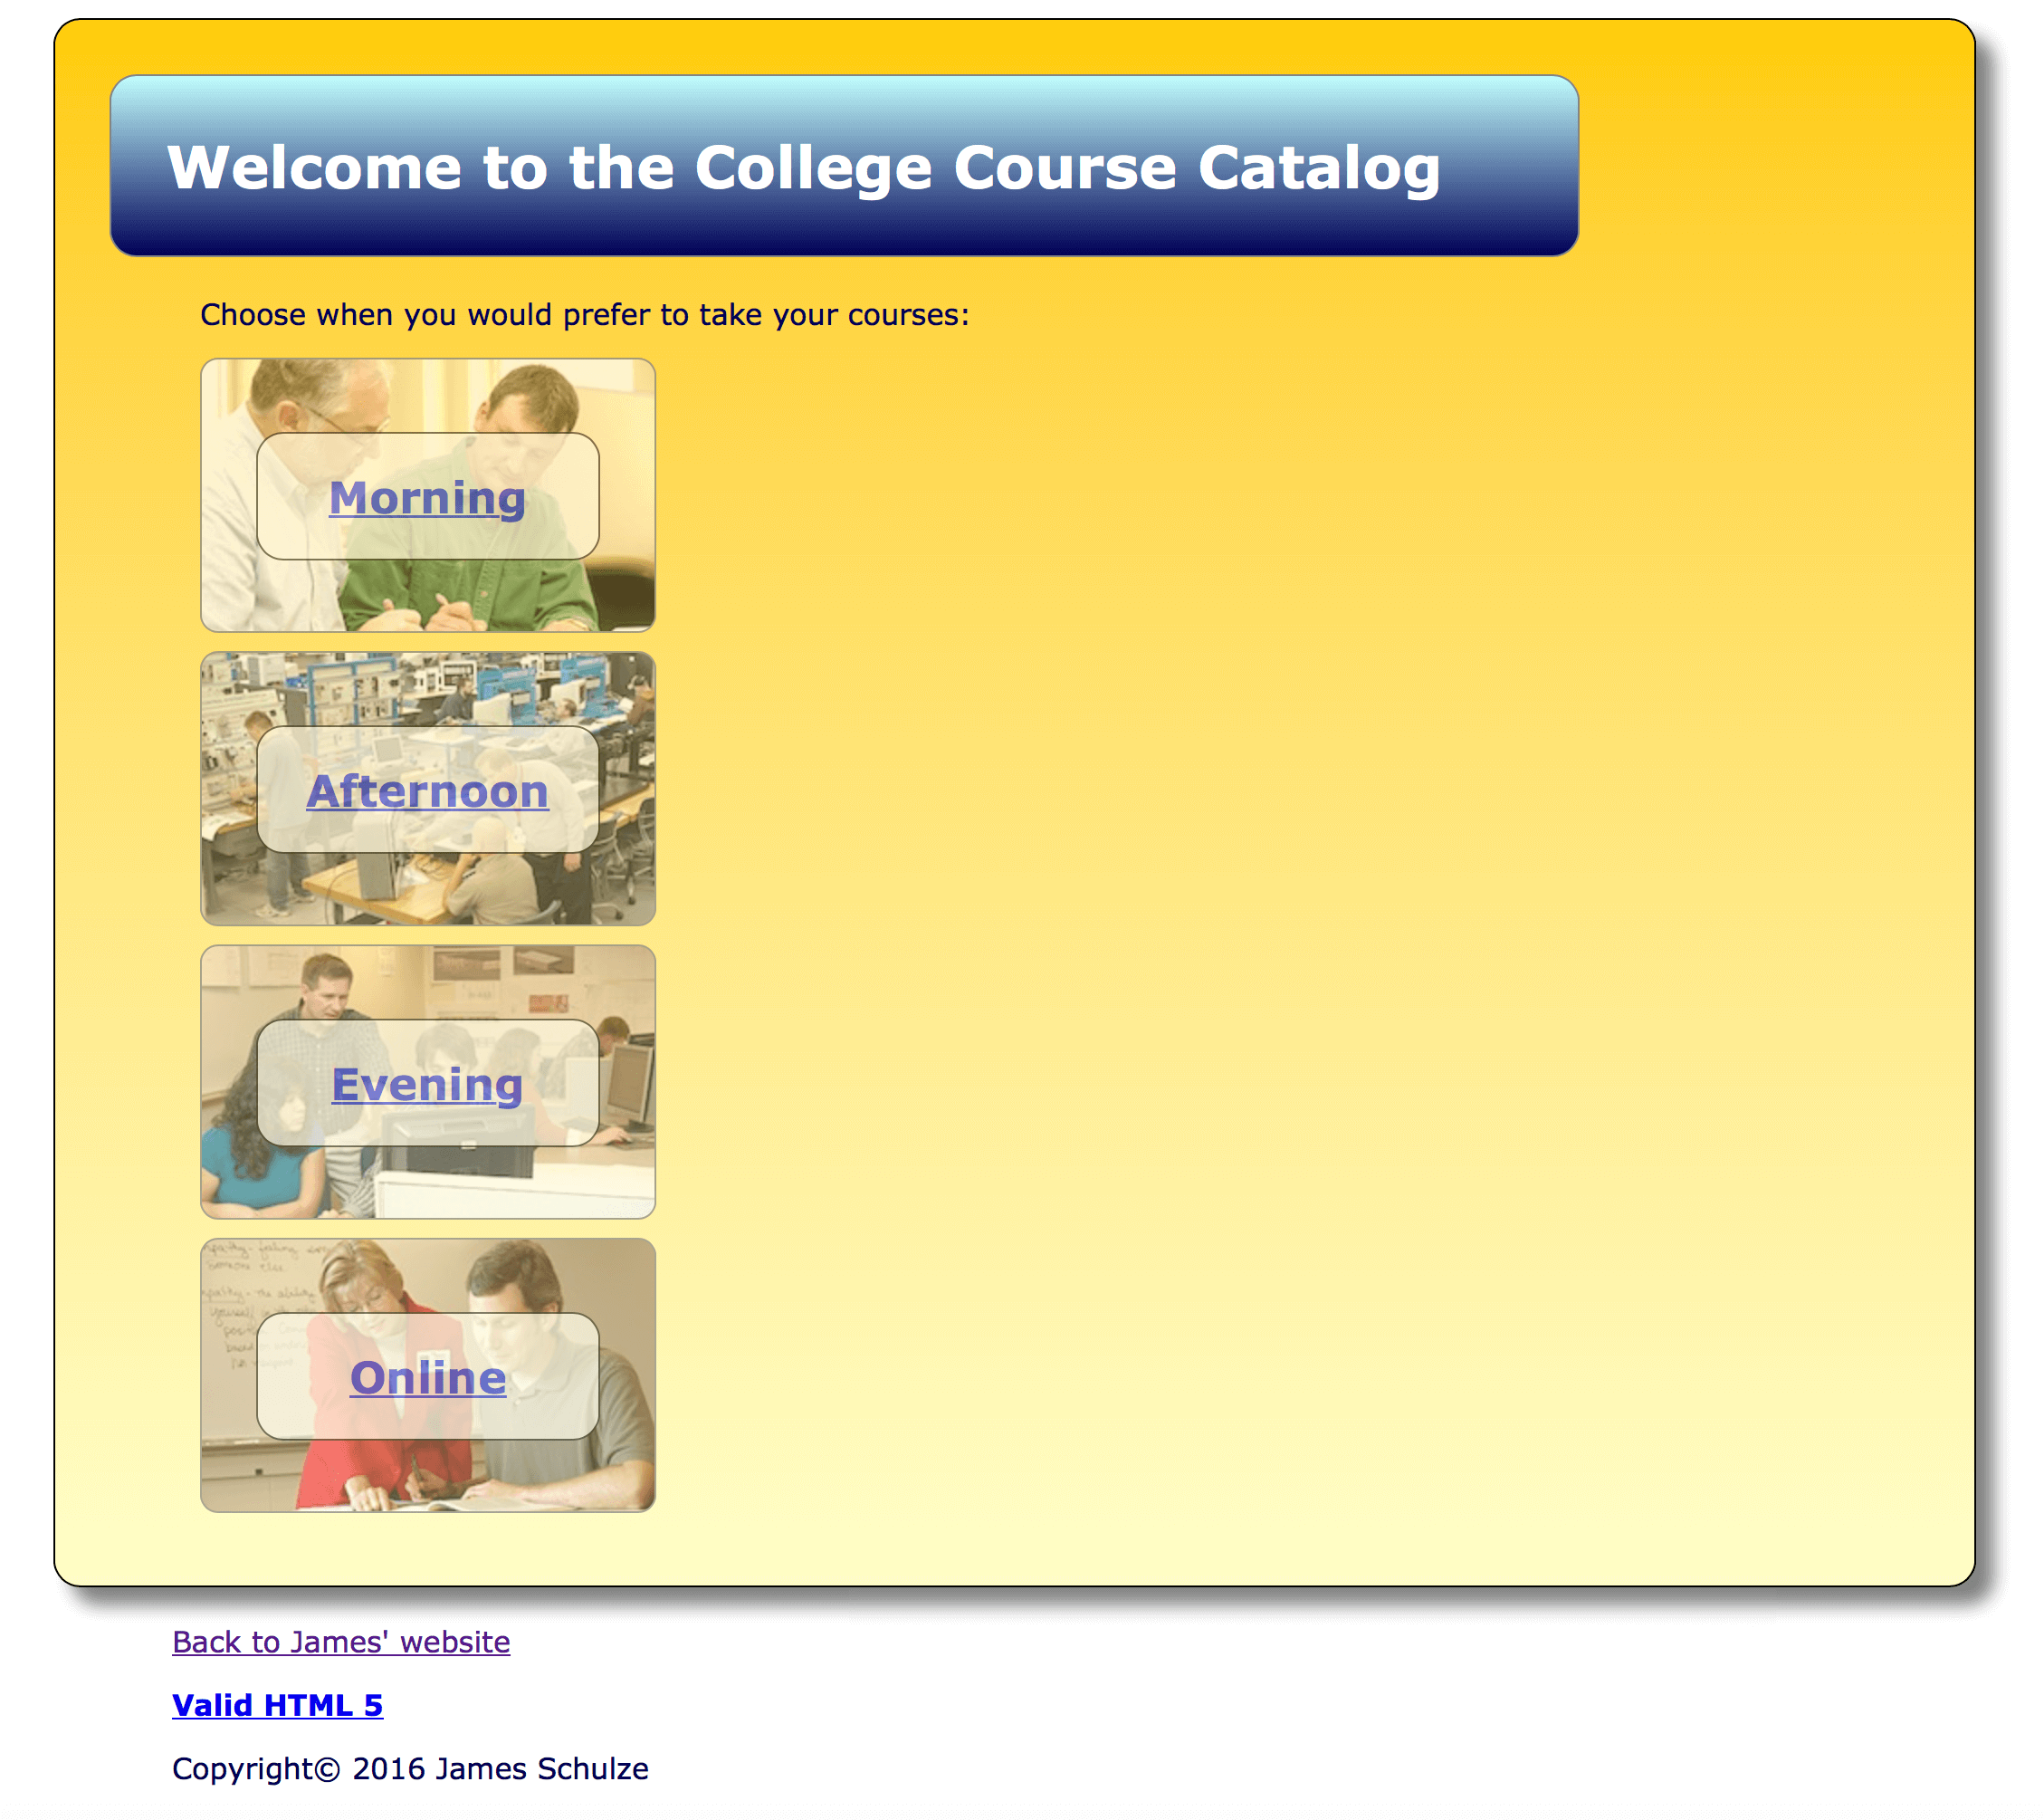 Welcome to the College Course Catalog
Choose when you would prefer to take your courses:
Morning
Afternoon
Evening
Online
Back to James' website
Valid HTML 5
Copyright© 2016 James Schulze